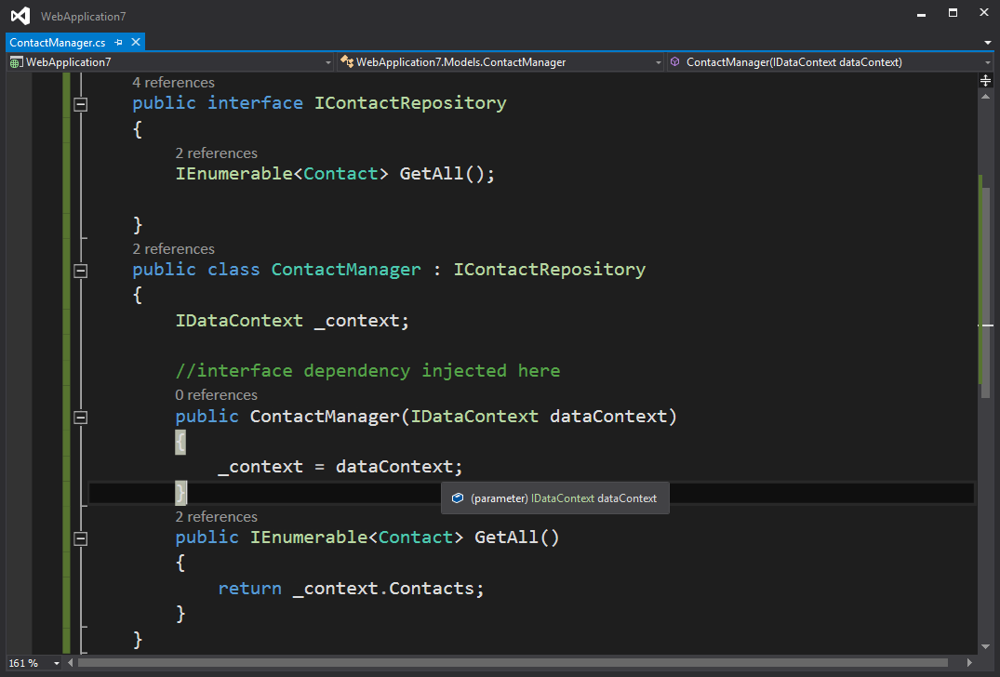 WebApplication7
ContactManager.cs
WebApplication7 WebApplication7.Models.ContactManager ContactManager(IDataContext dataContext)
4 references
public interface IContactRepository
{
2 references
IEnumerable<Contact> GetAll();
}
2 references
public class ContactManager : IContactRepository
{
IDataContext _context;
//interface dependency injected here
0 references
public ContactManager(IDataContext dataContext)
{
_context = dataContext;
}
(parameter) IDataContext dataContext
2 references
public IEnumerable<Contact> GetAll()
{
return _context.Contacts;
}
}
161 %